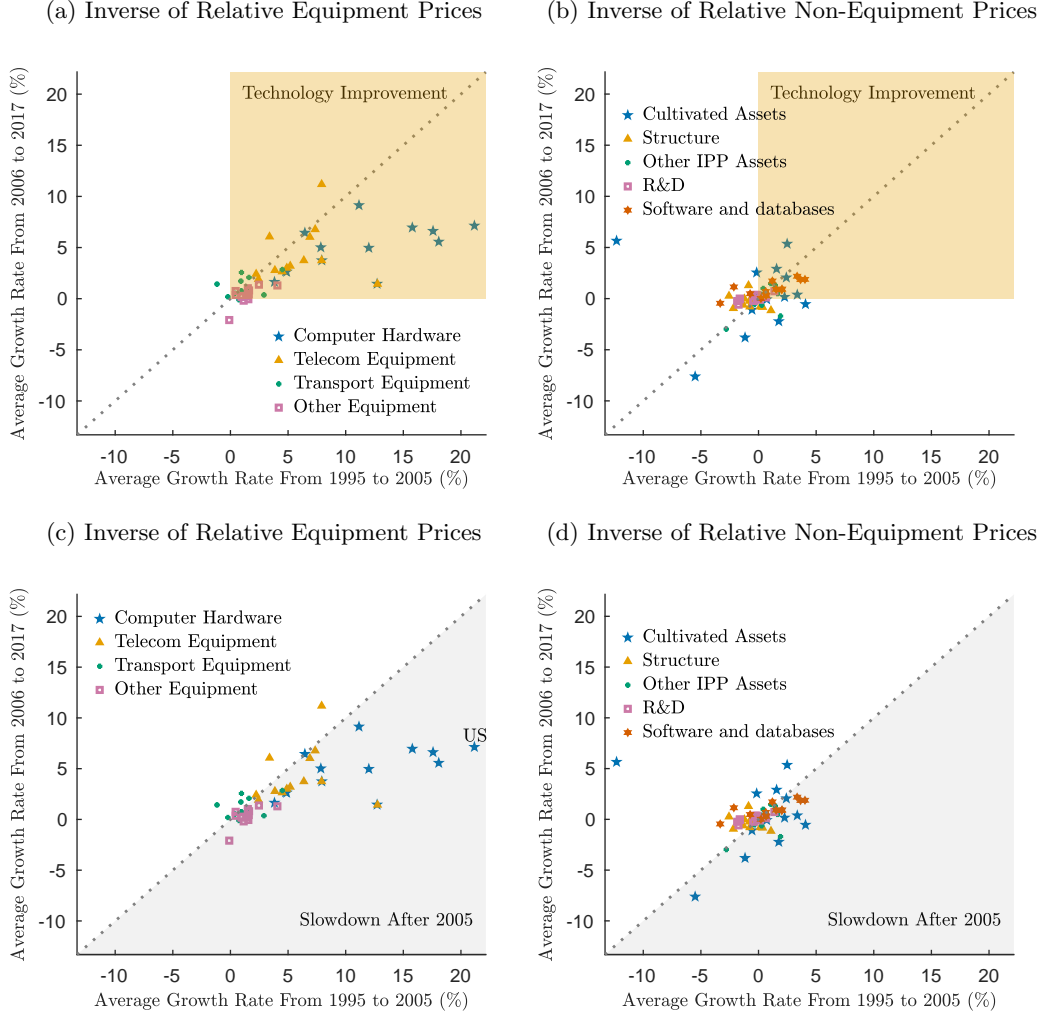 (a) Inverse of Relative Equipment Prices
Average Growth Rate From 2006 to 2017 (%)
20
15
10
5
0
-5
-10
Technology Improvement
Computer Hardware
Telecom Equipment
Transport Equipment
Other Equipment
-10 -5 0 5 10 15 20
Average Growth Rate From 1995 to 2005 (%)
(b) Inverse of Relative Non-Equipment Prices
Average Growth Rate From 2006 to 2017 (%)
20
15
10
5
0
-5
-10
Technology Improvement
Cultivated Assets
Structure
Other IPP Assets
R&D
Software and databases
-10 -5 0 5 10 15 20
Average Growth Rate From 1995 to 2005 (%)
(c) Inverse of Relative Equipment Prices
Average Growth Rate From 2006 to 2017 (%)
20
15
10
5
0
-5
-10
Computer Hardware
Telecom Equipment
Transport Equipment
Other Equipment
US
Slowdown After 2005
-10 -5 0 5 10 15 20
Average Growth Rate From 1995 to 2005 (%)
(d) Inverse of Relative Non-Equipment Prices
Average Growth Rate From 2006 to 2017 (%)
20
15
10
5
0
-5
-10
Cultivated Assets
Structure
Other IPP Assets
R&D
Software and databases
Slowdown After 2005
-10 -5 0 5 10 15 20
Average Growth Rate From 1995 to 2005 (%)